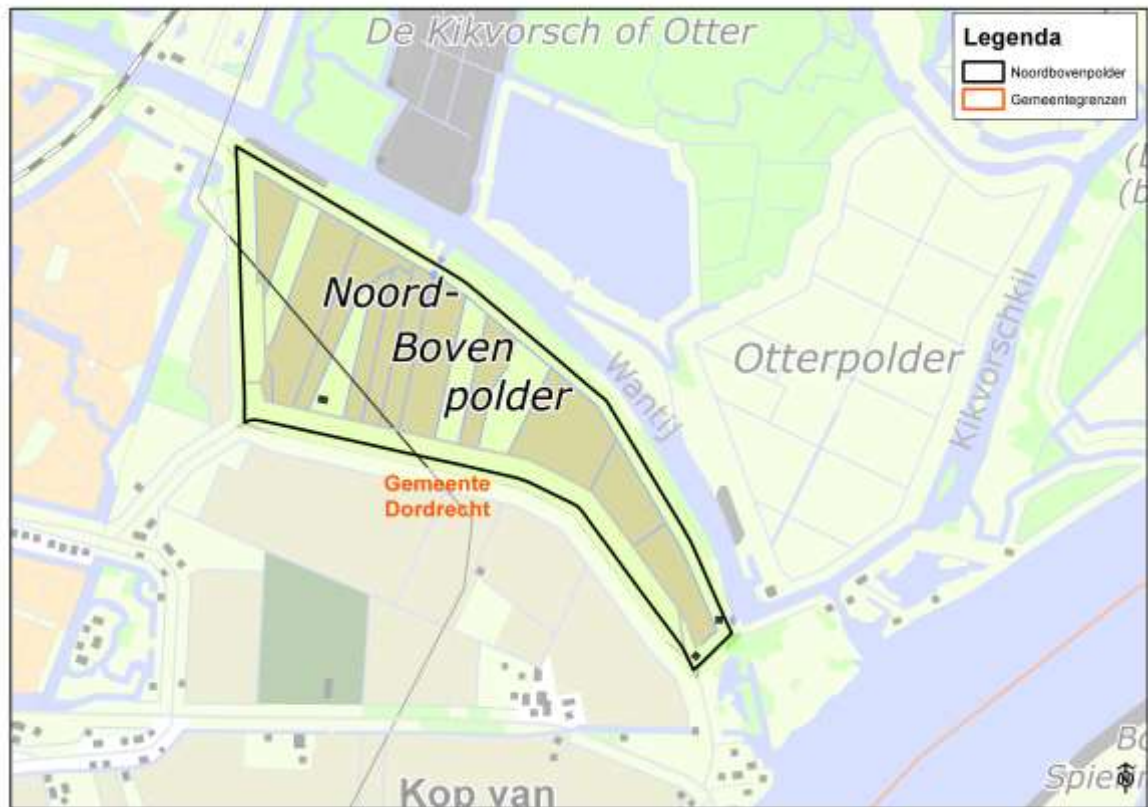 De Kikvorsch of Otter
Legenda
Noordbovenpolder
Gemeentegrenzen
Noord-
Boven
polder
Wantij
Otterpolder
Kikvorschkil
Gemeente
Dordrecht
Kop van